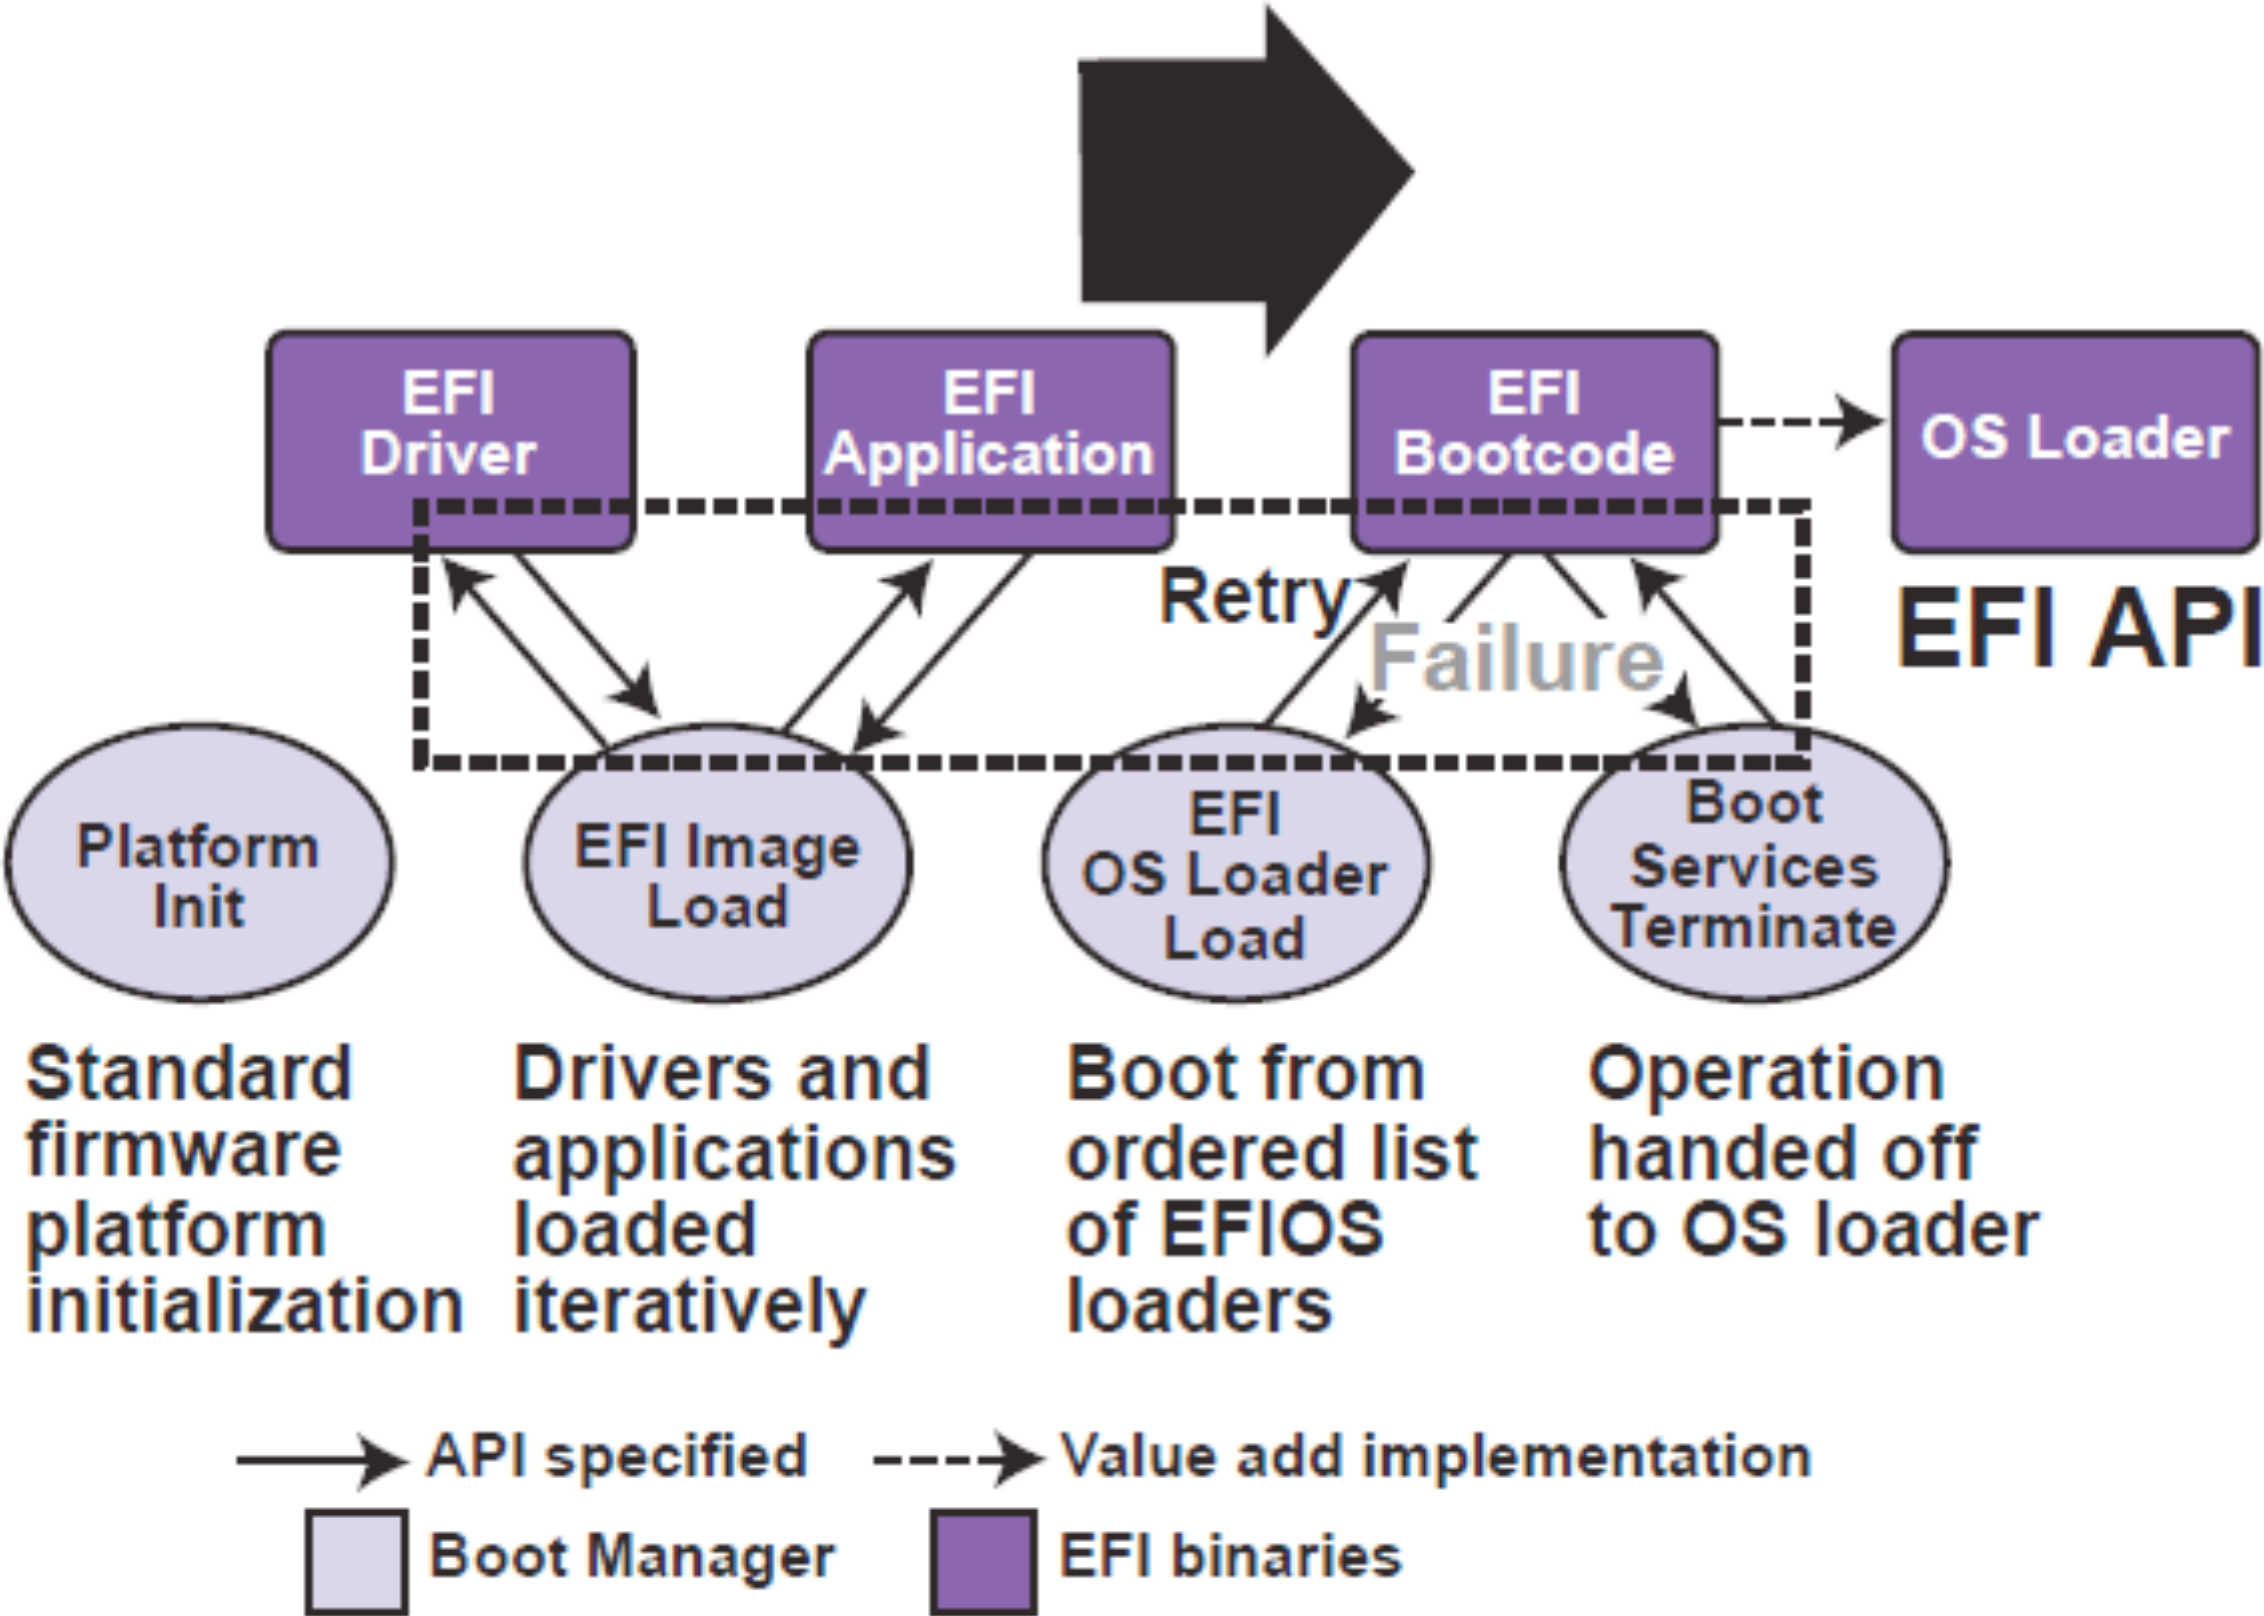 EFI
Driver
EFI
Application
EFI
Bootcode
OS Loader
EFI API
Retry
Failure
Platform
Init
EFI Image
Load
EFI
OS Loader
Load
Boot
Services
Terminate
Standard
firmware
platform
initialization
Drivers and
applications
loaded
iteratively
Boot from
ordered list
of EFIOS
loaders
Operation
handed off
to OS loader
API specified
Value add implementation
Boot Manager
EFI binaries